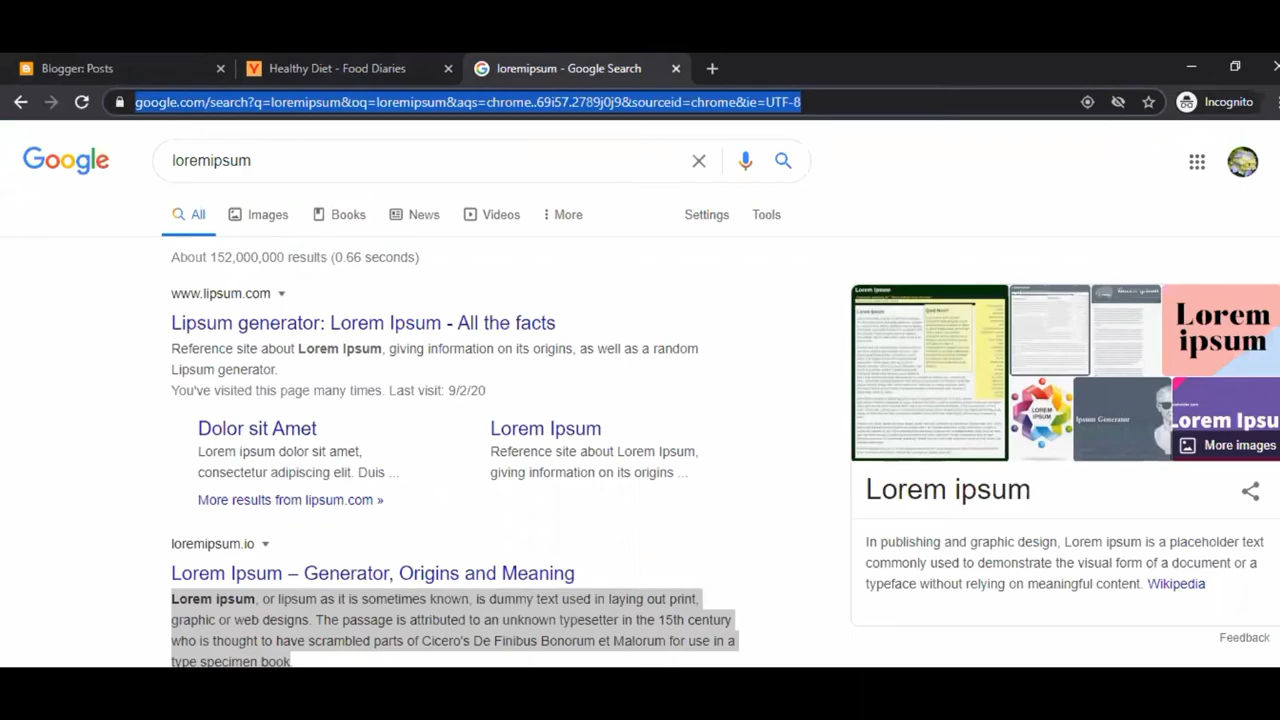 Blogger: Posts
Healthy Diet - Food Diaries
loremipsum - Google Search
google.com/search?q=loremipsum&oq=loremipsum&aqs=chrome..69i57.2789j0j9&sourceid=chrome&ie=UTF-8
Incognito
Google
loremipsum
All
Images
Books
News
Videos
More
Settings
Tools
About 152,000,000 results (0.66 seconds)
www.lipsum.com
Lipsum generator: Lorem Ipsum - All the facts
Reference site about Lorem Ipsum, giving information on its origins, as well as a random
Lipsum generator.
You've visited this page many times. Last visit: 9/2/20
Dolor sit Amet
Lorem ipsum dolor sit amet,
consectetur adipiscing elit. Duis ...
Lorem Ipsum
Reference site about Lorem Ipsum,
giving information on its origins ...
More results from lipsum.com »
loremipsum.io
Lorem Ipsum – Generator, Origins and Meaning
Lorem ipsum, or lipsum as it is sometimes known, is dummy text used in laying out print,
graphic or web designs. The passage is attributed to an unknown typesetter in the 15th century
who is thought to have scrambled parts of Cicero's De Finibus Bonorum et Malorum for use in a
type specimen book
Lorem Ipsum
Lorem
ipsum
LOREM
IPSUM
Ipsum Generator
Lorem Ipsu
More images
Lorem ipsum
In publishing and graphic design, Lorem ipsum is a placeholder text
commonly used to demonstrate the visual form of a document or a
typeface without relying on meaningful content. Wikipedia
Feedback